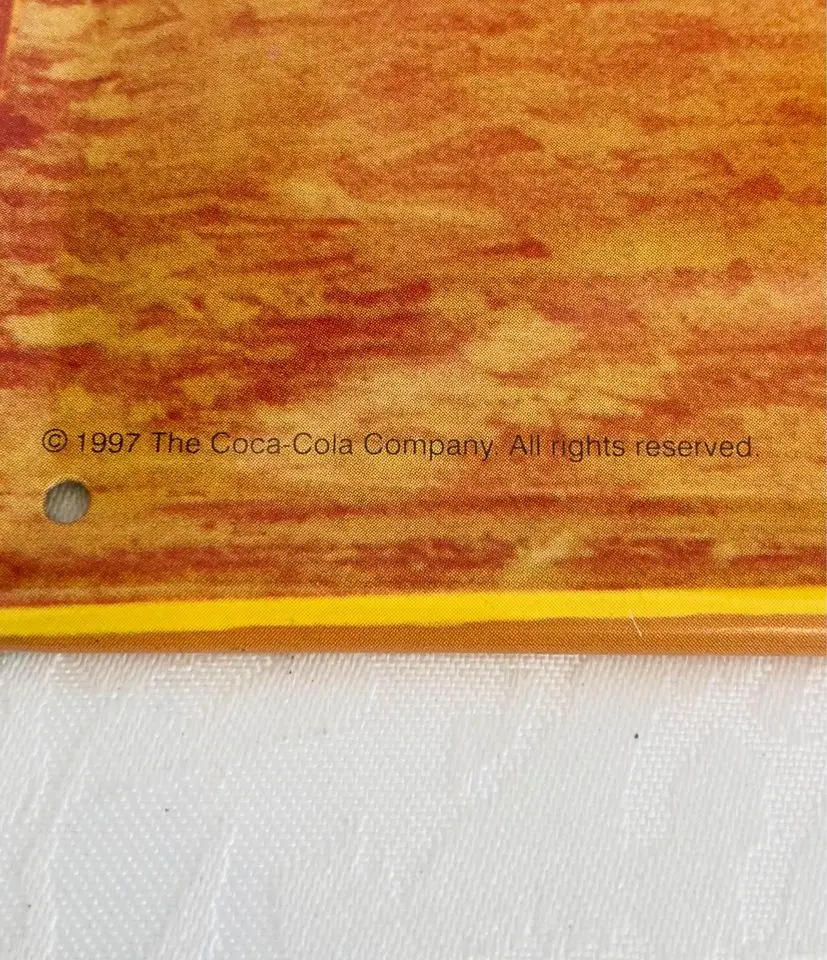 © 1997 The Coca-Cola Company. All rights reserved.